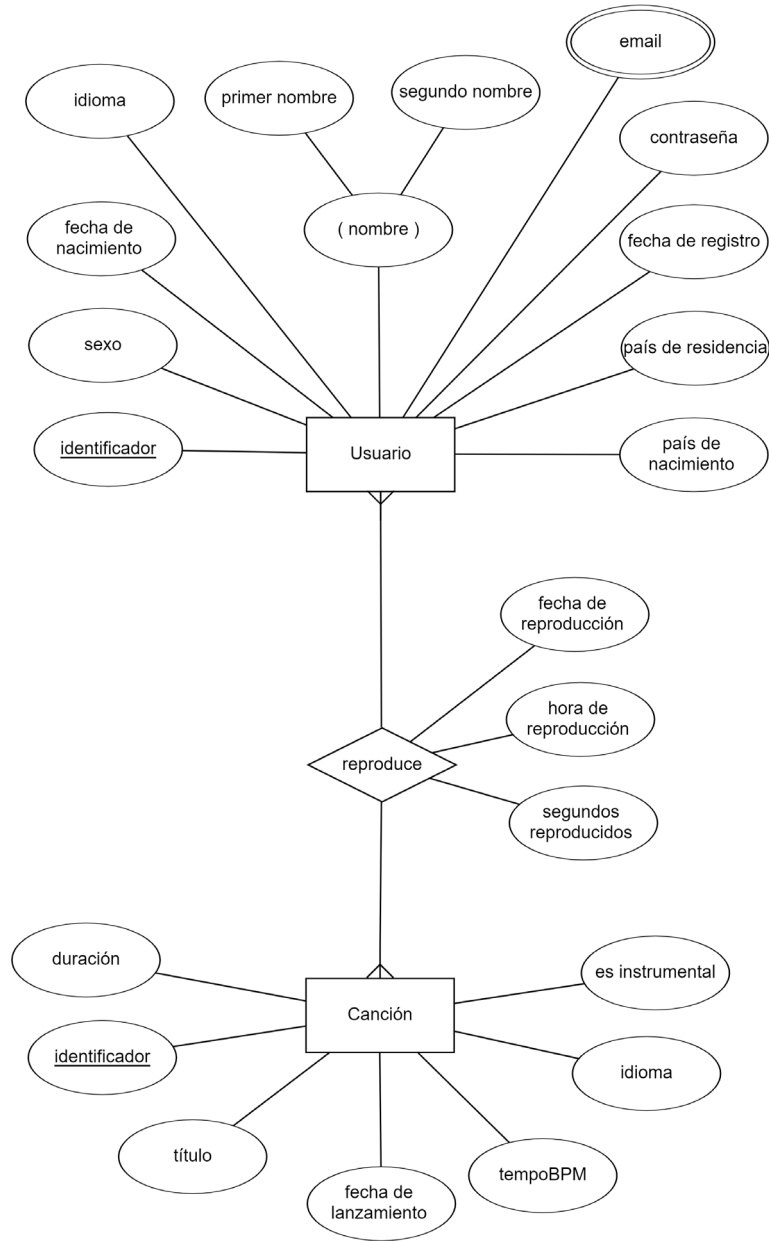 email
idioma
primer nombre
segundo nombre
contraseña
fecha de
nacimiento
( nombre )
fecha de registro
sexo
país de residencia
identificador
Usuario
país de
nacimiento
fecha de
reproducción
hora de
reproducción
reproduce
segundos
reproducidos
duración
es instrumental
Canción
identificador
idioma
título
tempoBPM
fecha de
lanzamiento